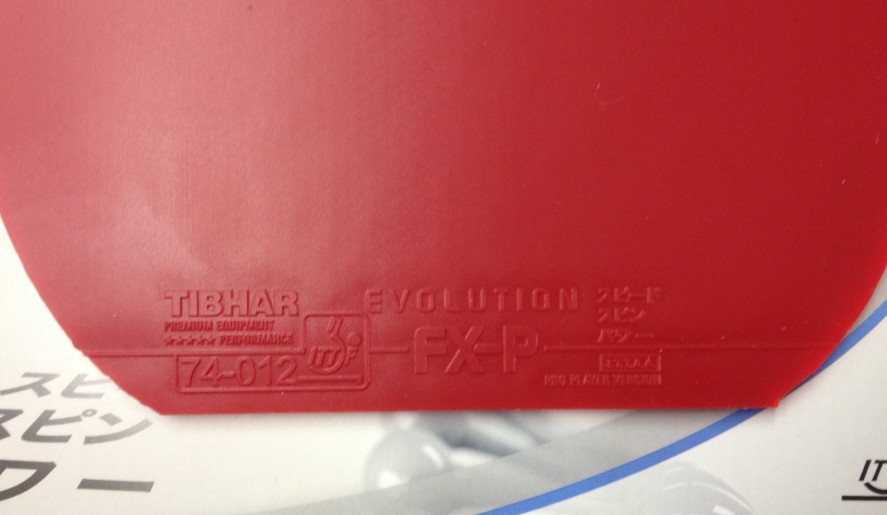 TIBHAR
PREMIUM EQUIPMENT
★★★★★ PERFORMANCE
74-012
ITTF
EVOLUTION
FX-P
スピード
スピン
パワー
I.T.T.A.A
PRO PLAYER VERSION
スピ
スピン
ワー
IT